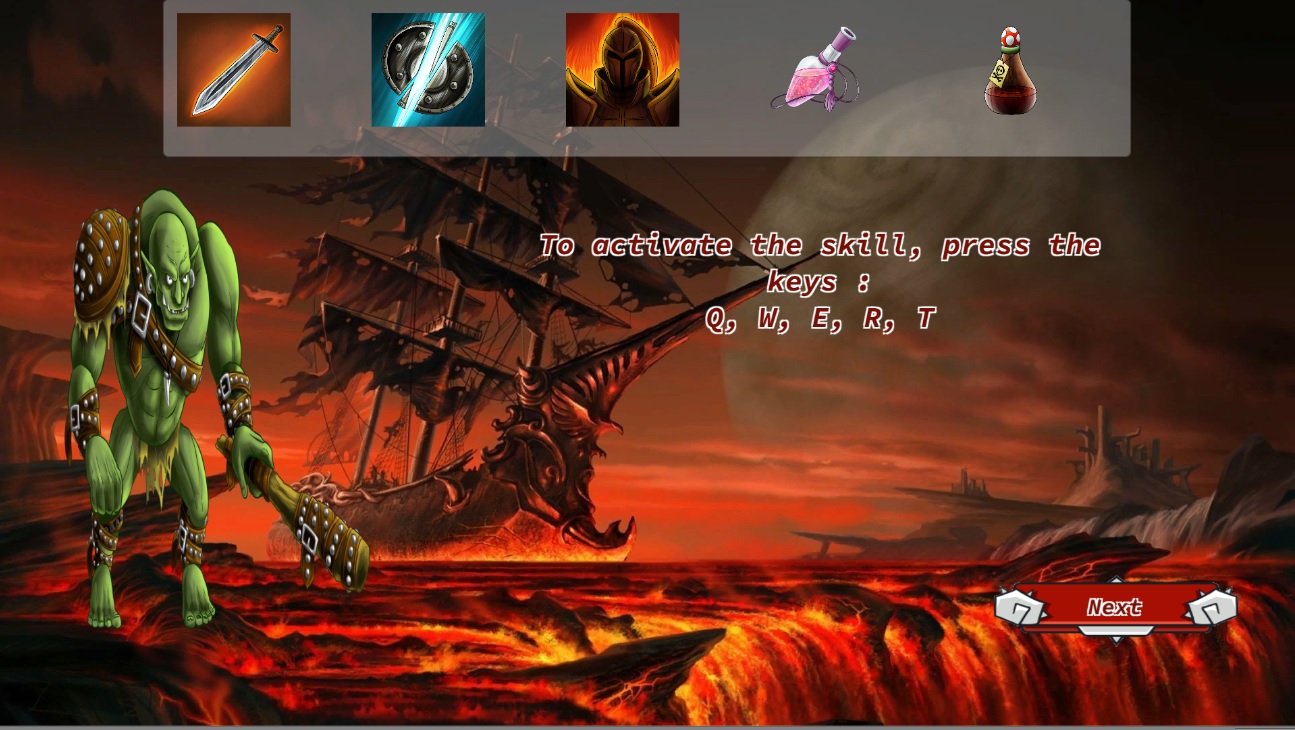 To activate the skill, press the
keys :
Q, W, E, R, T
Next